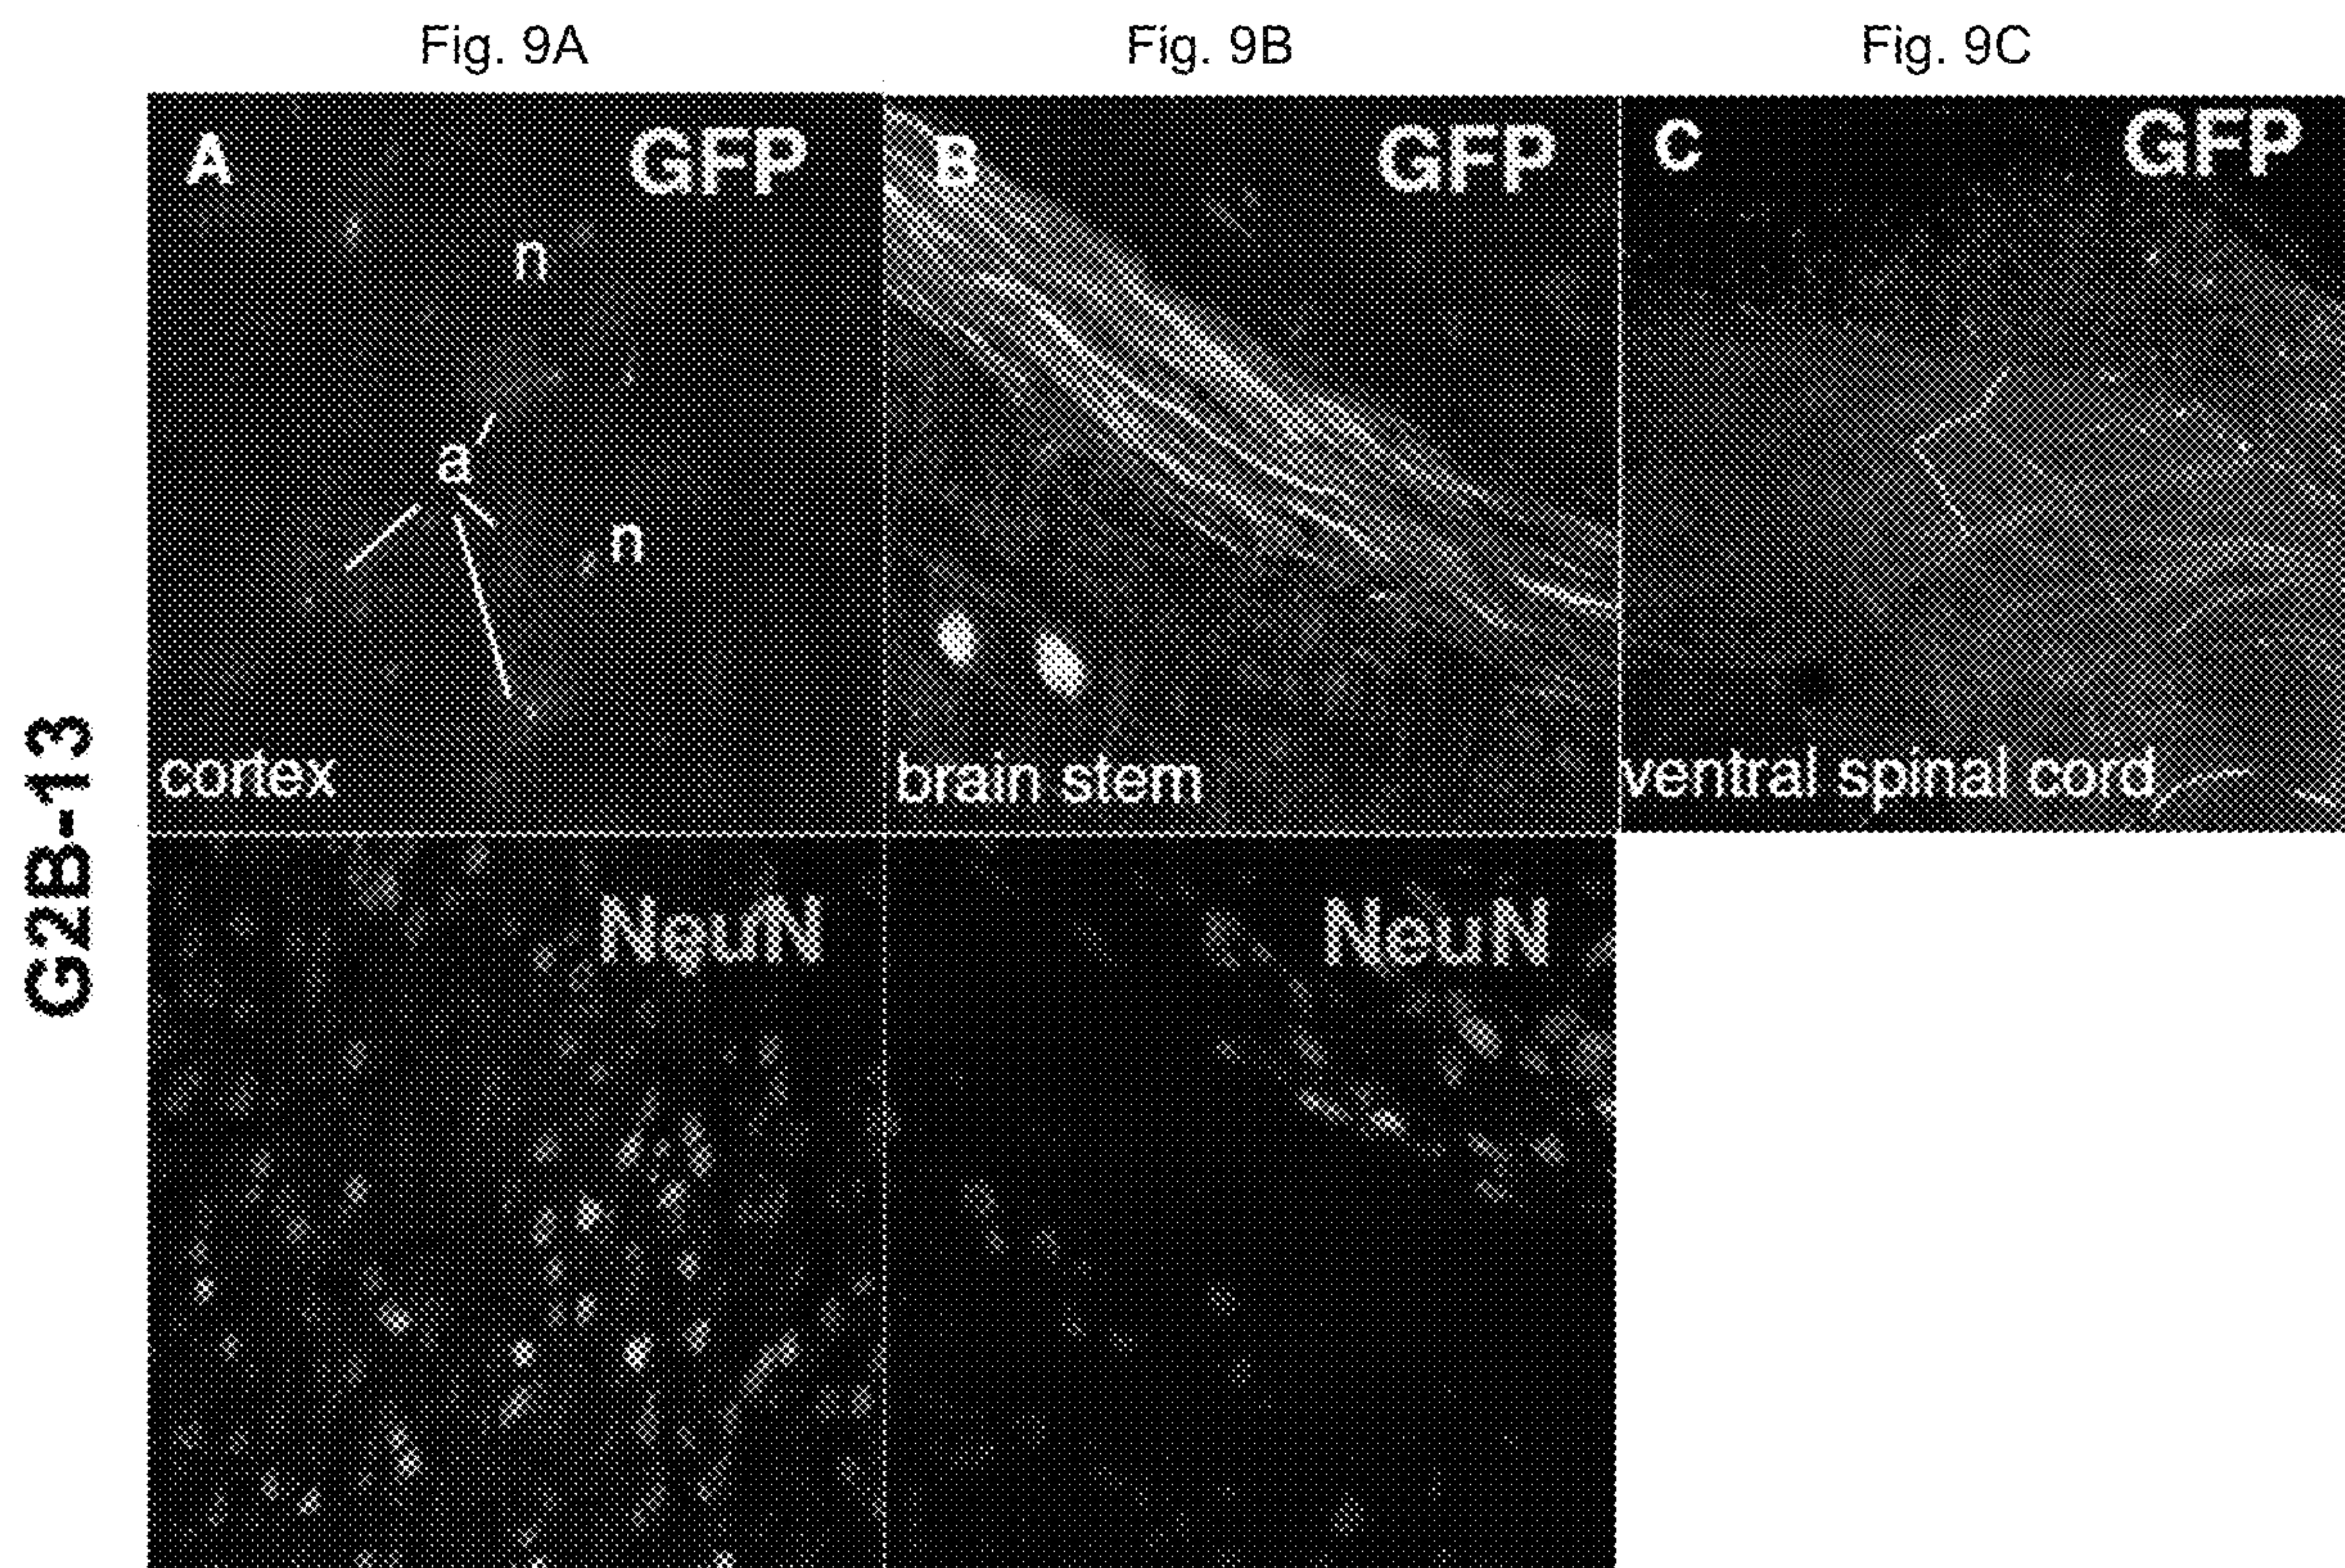 Fig. 9A
Fig. 9B
Fig. 9C
G2B-13
A
GFP
n
a
n
cortex
B
GFP
brain stem
C
GFP
ventral spinal cord
NeuN
NeuN